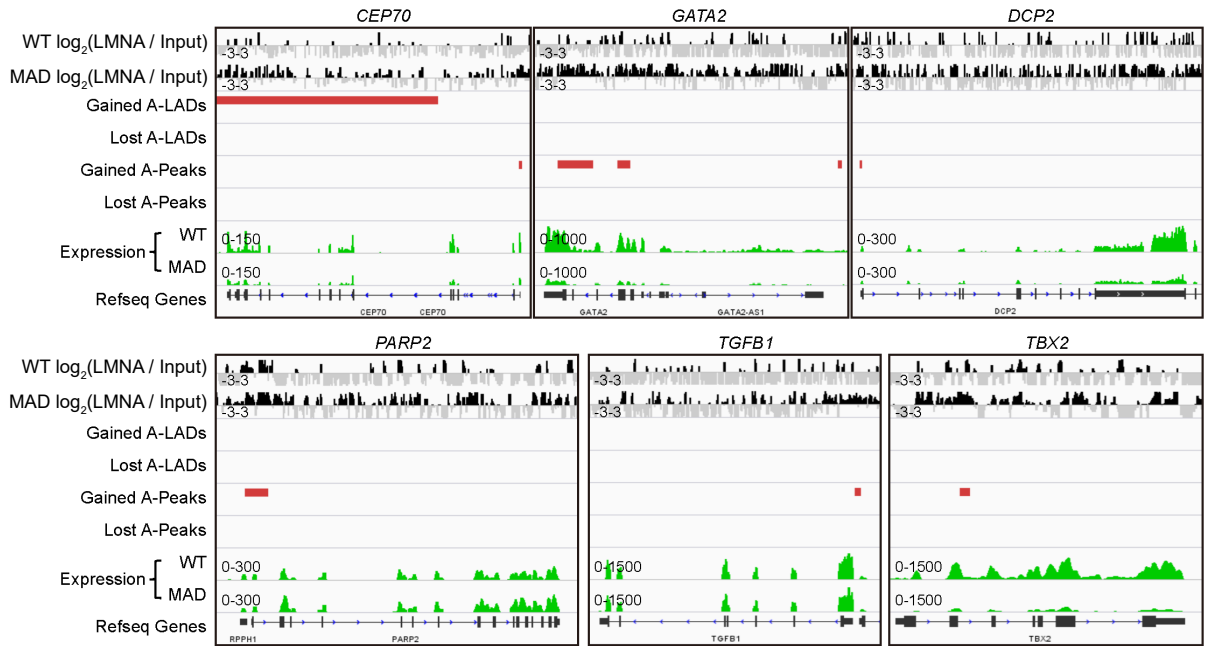 CEP70 GATA2 DCP2
WT log2(LMNA / Input) -3-3 -3-3 -3-3
MAD log2(LMNA / Input) -3-3 -3-3 -3-3
Gained A-LADs
Lost A-LADs
Gained A-Peaks
Lost A-Peaks
WT 0-150 0-1000 0-300
Expression
MAD 0-150 0-1000 0-300
Refseq Genes
CEP70 CEP70 GATA2 GATA2-AS1 DCP2
PARP2 TGFB1 TBX2
WT log2(LMNA / Input) -3-3 -3-3 -3-3
MAD log2(LMNA / Input) -3-3 -3-3 -3-3
Gained A-LADs
Lost A-LADs
Gained A-Peaks
Lost A-Peaks
WT 0-300 0-1500 0-1500
Expression
MAD 0-300 0-1500 0-1500
Refseq Genes
RPPH1 PARP2 TGFB1 TBX2